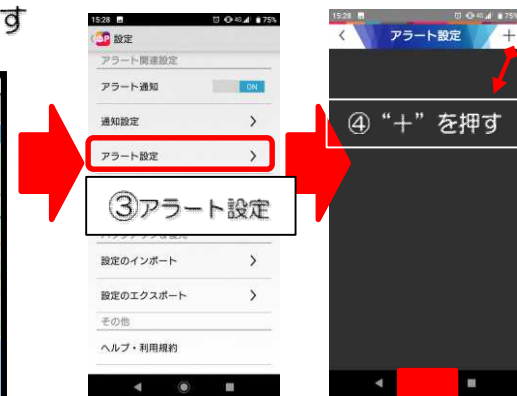 す
15:28
75%
設定
アラート関連設定
アラート通知
ON
通知設定
アラート設定
③アラート設定
設定のインポート
設定のエクスポート
その他
ヘルプ・利用規約
15:28
75%
アラート設定
+
④ “+” を押す